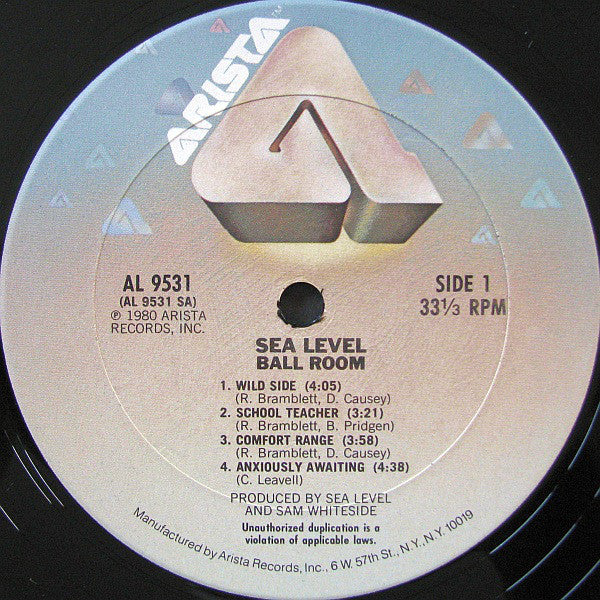 ARISTA
TM
AL 9531
(AL 9531 SA)
℗ 1980 ARISTA
RECORDS, INC.
SIDE 1
33⅓ RPM
SEA LEVEL
BALL ROOM
1. WILD SIDE (4:05)
(R. Bramblett, D. Causey)
2. SCHOOL TEACHER (3:21)
(R. Bramblett, B. Pridgen)
3. COMFORT RANGE (3:58)
(R. Bramblett, D. Causey)
4. ANXIOUSLY AWAITING (4:38)
(C. Leavell)
PRODUCED BY SEA LEVEL
AND SAM WHITESIDE
Unauthorized duplication is a
violation of applicable laws.
Manufactured by Arista Records, Inc., 6 W. 57th St., N.Y., N.Y. 10019